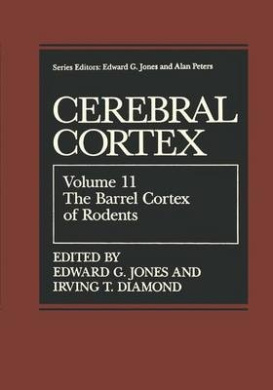 Series Editors: Edward G. Jones and Alan Peters
CEREBRAL
CORTEX
Volume 11
The Barrel Cortex
of Rodents
EDITED BY
EDWARD G. JONES AND
IRVING T. DIAMOND